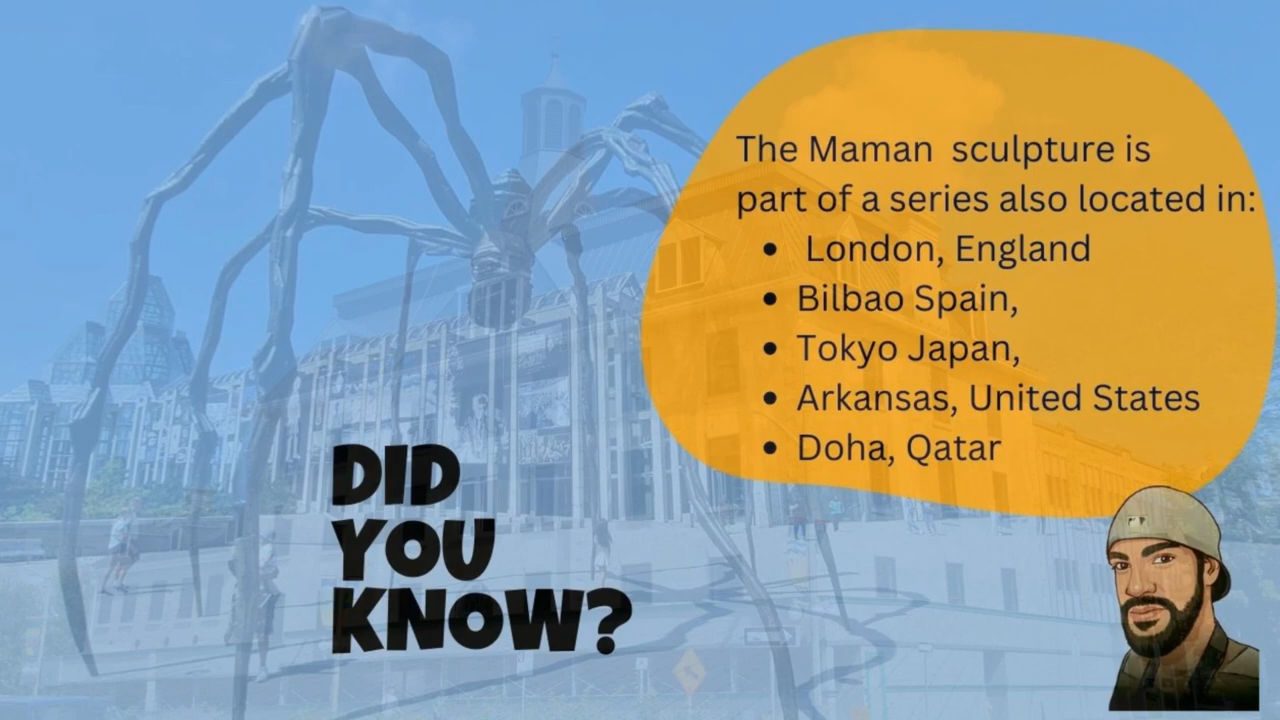 The Maman sculpture is
part of a series also located in:
London, England
Bilbao Spain,
Tokyo Japan,
Arkansas, United States
Doha, Qatar
DID
YOU
KNOW?